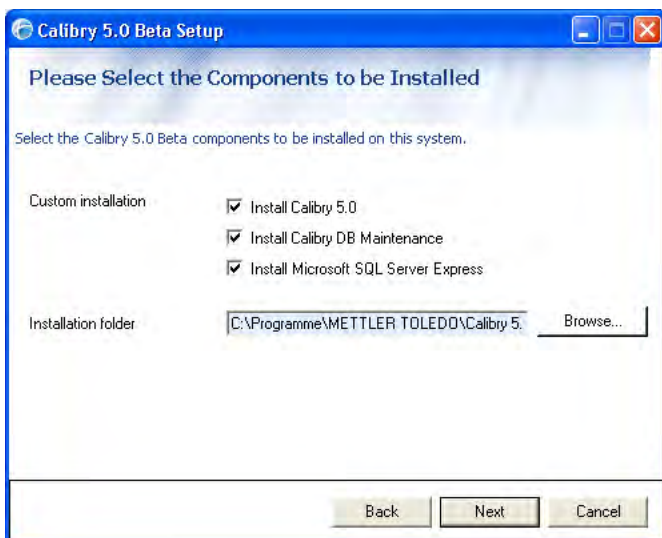 Calibry 5.0 Beta Setup
Please Select the Components to be Installed
Select the Calibry 5.0 Beta components to be installed on this system.
Custom installation
Install Calibry 5.0
Install Calibry DB Maintenance
Install Microsoft SQL Server Express
Installation folder
C:\Programme\METTLER TOLEDO\Calibry 5.
Browse...
Back
Next
Cancel